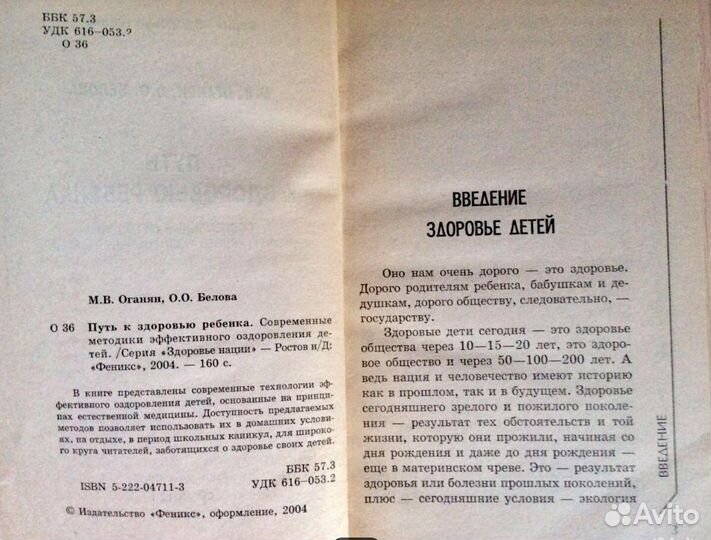 ББК 57.3
УДК 616-053.2
О 36
М.В. Оганян, О.О. Белова
О 36 Путь к здоровью ребенка. Современные
методики эффективного оздоровления де-
тей. /Серия «Здоровье нации» — Ростов н/Д:
«Феникс», 2004. — 160 с.
В книге представлены современные технологии эф-
фективного оздоровления детей, основанные на принци-
пах естественной медицины. Доступность предлагаемых
методов позволяет использовать их в домашних услови-
ях, на отдыхе, в период школьных каникул, для широко-
го круга читателей, заботящихся о здоровье своих детей.
ББК 57.3
ISBN 5-222-04711-3
УДК 616-053.2
© Издательство «Феникс», оформление, 2004
ВВЕДЕНИЕ
ЗДОРОВЬЕ ДЕТЕЙ
Оно нам очень дорого — это здоровье.
Дорого родителям ребенка, бабушкам и де-
душкам, дорого обществу, следовательно, —
государству.
Здоровые дети сегодня — это здоровье
общества через 10—15—20 лет, это здоро-
вое общество и через 50—100—200 лет. А
ведь нация и человечество имеют историю
как в прошлом, так и в будущем. Здоровье
сегодняшнего зрелого и пожилого поколе-
ния — результат тех обстоятельств и той
жизни, которую они прожили, начиная со
дня рождения и даже до дня рождения —
еще в материнском чреве. Это — результат
здоровья или болезни прошлых поколений,
плюс — сегодняшние условия — экология
ВВЕДЕНИЕ
3
Avito